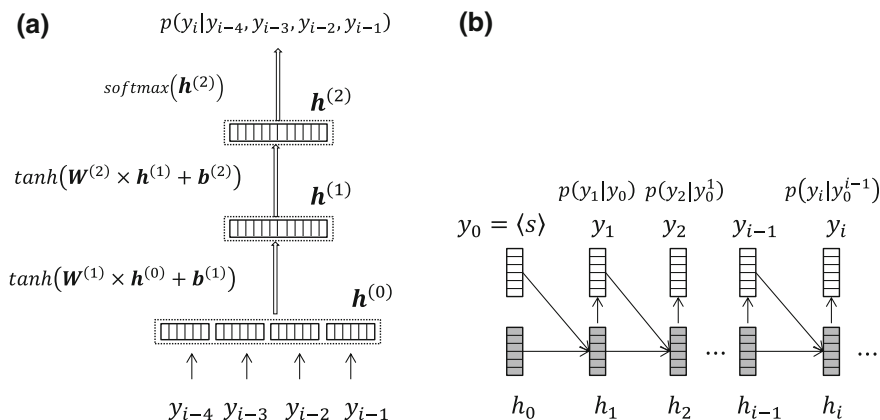 (a)
p(y_i|y_{i−4}, y_{i−3}, y_{i−2}, y_{i−1})
softmax(h^{(2)})
h^{(2)}
tanh(W^{(2)} × h^{(1)} + b^{(2)})
h^{(1)}
tanh(W^{(1)} × h^{(0)} + b^{(1)})
h^{(0)}
y_{i−4} y_{i−3} y_{i−2} y_{i−1}
(b)
p(y_1|y_0) p(y_2|y_0^1) p(y_i|y_0^{i−1})
y_0 = ⟨s⟩ y_1 y_2 y_{i−1} y_i
... ...
h_0 h_1 h_2 h_{i−1} h_i